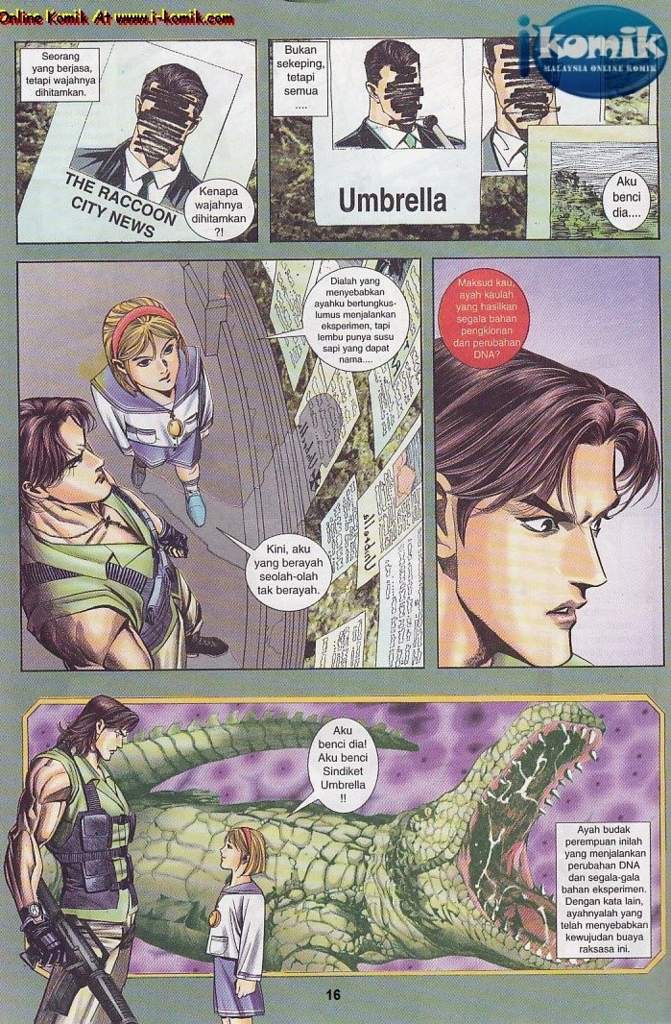 Online Komik At www.i-komik.com
ikomik
MALAYSIA ONLINE KOMIK
Seorang
yang berjasa,
tetapi wajahnya
dihitamkan.
THE RACCOON
CITY NEWS
Kenapa
wajahnya
dihitamkan
?!
Bukan
sekeping,
tetapi
semua
....
Umbrella
Aku
benci
dia....
Dialah yang
menyebabkan
ayahku bertungkus-
lumus menjalankan
eksperimen, tapi
lembu punya susu
sapi yang dapat
nama....
Umbrella
Kini, aku
yang berayah
seolah-olah
tak berayah.
Maksud kau,
ayah kaulah
yang hasilkan
segala bahan
pengklonan
dan perubahan
DNA?
Aku
benci dia!
Aku benci
Sindiket
Umbrella
!!
Ayah budak
perempuan inilah
yang menjalankan
perubahan DNA
dan segala-gala
bahan eksperimen.
Dengan kata lain,
ayahnyalah yang
telah menyebabkan
kewujudan buaya
raksasa ini.
16